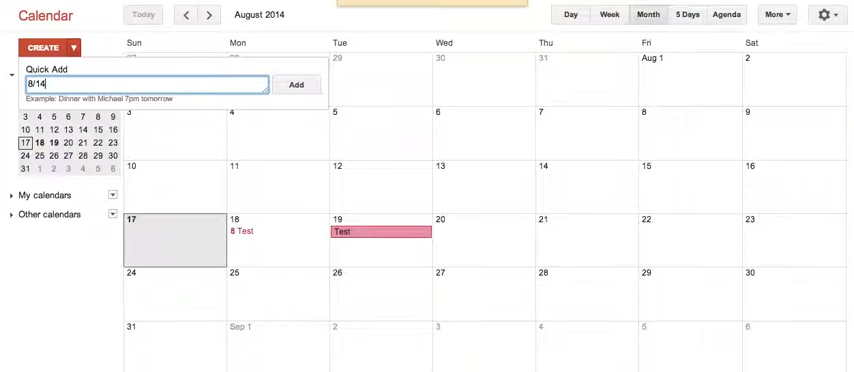 Calendar
Today
August 2014
Day
Week
Month
5 Days
Agenda
More
CREATE
Sun Mon Tue Wed Thu Fri Sat
29 30 31 Aug 1 2
Quick Add
8/14
Add
Example: Dinner with Michael 7pm tomorrow
3 4 5 6 7 8 9
10 11 12 13 14 15 16
17 18 19 20 21 22 23
24 25 26 27 28 29 30
31 1 2 3 4 5 6
My calendars
Other calendars
3 4 5 6 7 8 9
10 11 12 13 14 15 16
17 18 19 20 21 22 23
8 Test
Test
24 25 26 27 28 29 30
31 Sep 1 2 3 4 5 6